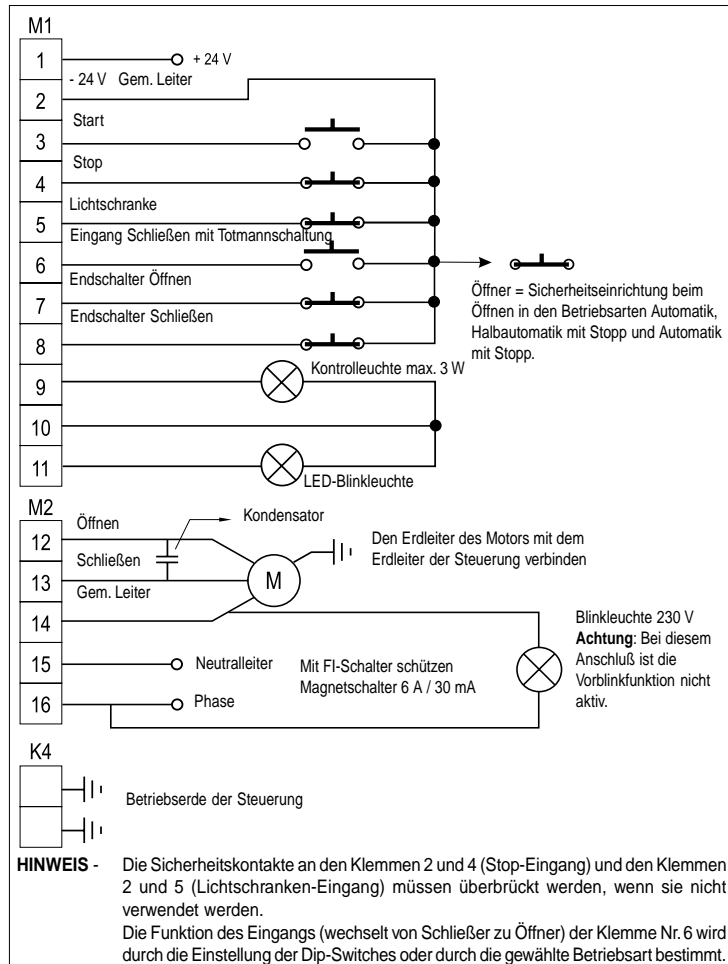 M1
1
+ 24 V
- 24 V Gem. Leiter
2
Start
3
Stop
4
Lichtschranke
5
Eingang Schließen mit Totmannschaltung
6
Endschalter Öffnen
7
Endschalter Schließen
8
Öffner = Sicherheitseinrichtung beim
Öffnen in den Betriebsarten Automatik,
Halbautomatik mit Stopp und Automatik
mit Stopp.
9
Kontrolleuchte max. 3 W
10
11
LED-Blinkleuchte
M2
12
Öffnen
Kondensator
Schließen
13
Gem. Leiter
M
Den Erdleiter des Motors mit dem
Erdleiter der Steuerung verbinden
14
15
Neutralleiter
16
Phase
Mit FI-Schalter schützen
Magnetschalter 6 A / 30 mA
Blinkleuchte 230 V
Achtung: Bei diesem
Anschluß ist die
Vorblinkfunktion nicht
aktiv.
K4
Betriebserde der Steuerung
HINWEIS - Die Sicherheitskontakte an den Klemmen 2 und 4 (Stop-Eingang) und den Klemmen
2 und 5 (Lichtschranken-Eingang) müssen überbrückt werden, wenn sie nicht
verwendet werden.
Die Funktion des Eingangs (wechselt von Schließer zu Öffner) der Klemme Nr. 6 wird
durch die Einstellung der Dip-Switches oder durch die gewählte Betriebsart bestimmt.